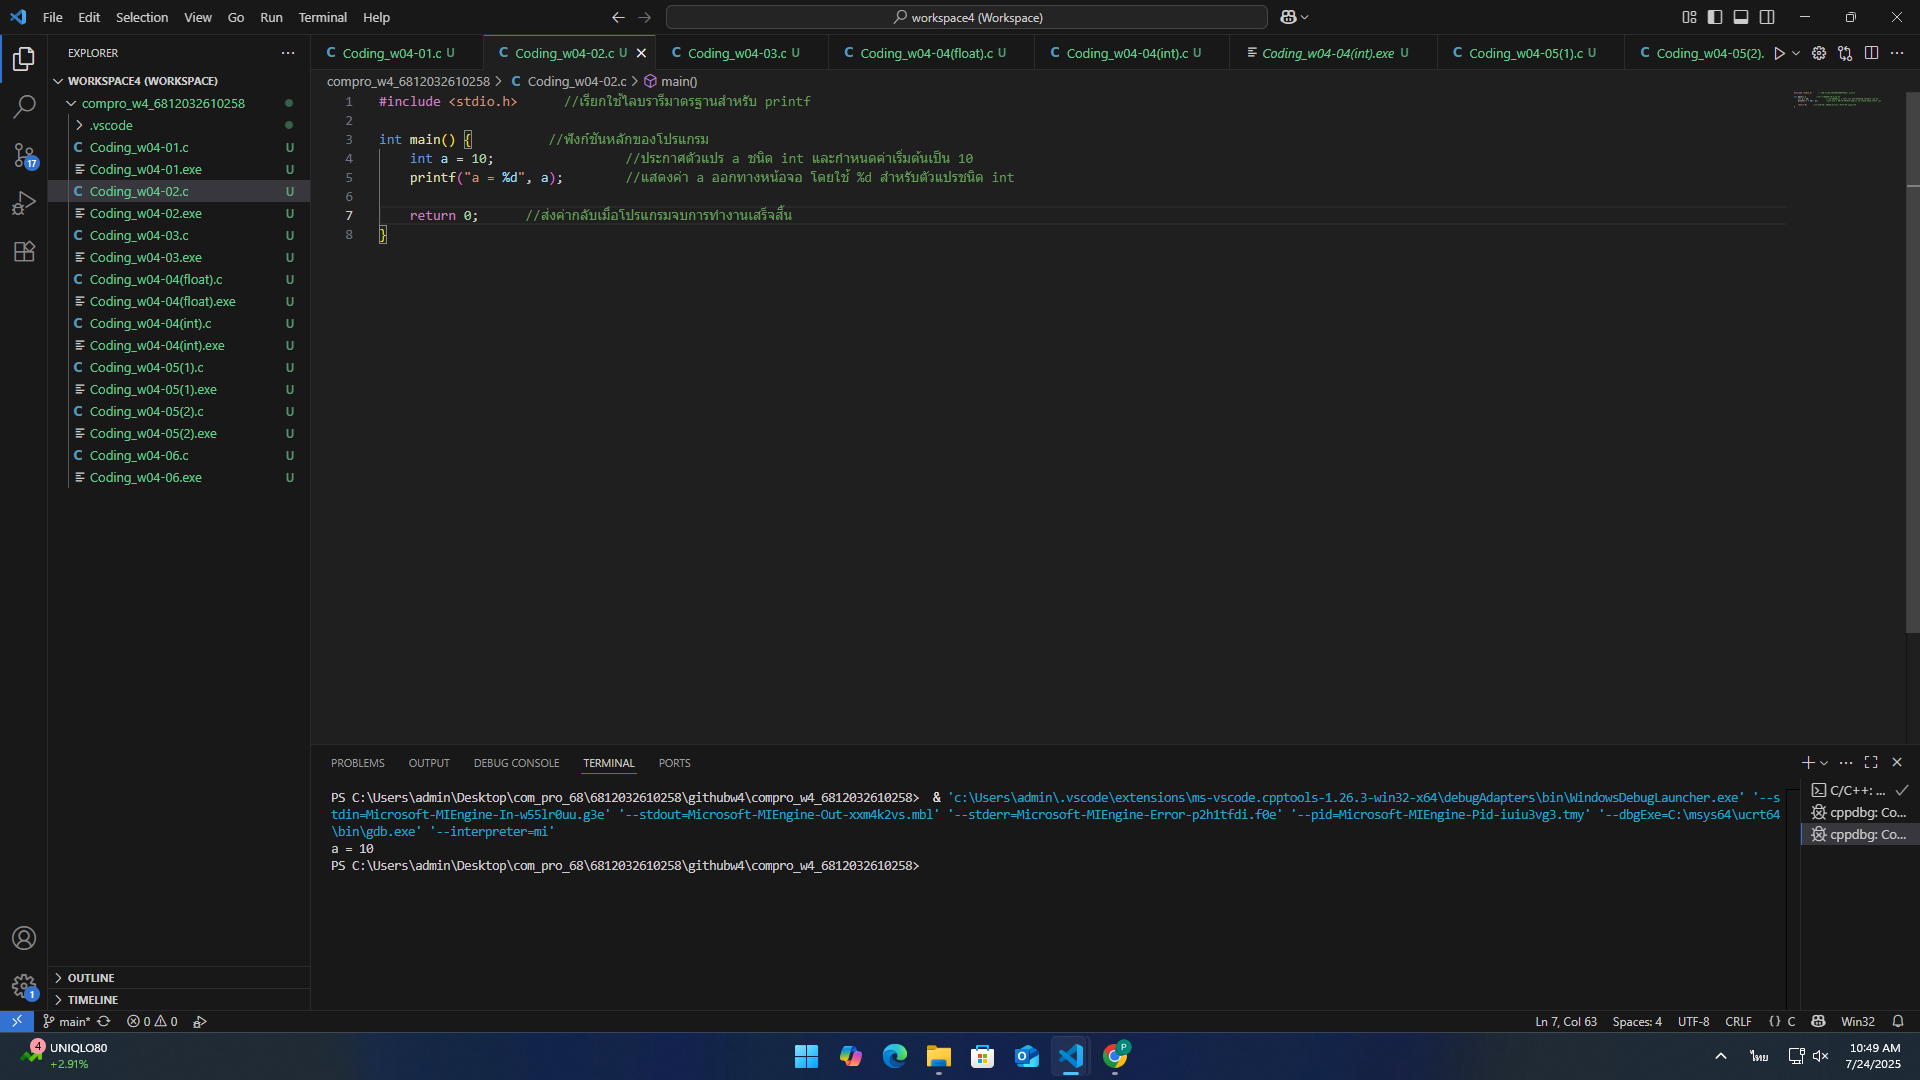 File Edit Selection View Go Run Terminal Help
workspace4 (Workspace)
EXPLORER
WORKSPACE4 (WORKSPACE)
compro_w4_6812032610258
.vscode
Coding_w04-01.c U
Coding_w04-01.exe U
Coding_w04-02.c U
Coding_w04-02.exe U
Coding_w04-03.c U
Coding_w04-03.exe U
Coding_w04-04(float).c U
Coding_w04-04(float).exe U
Coding_w04-04(int).c U
Coding_w04-04(int).exe U
Coding_w04-05(1).c U
Coding_w04-05(1).exe U
Coding_w04-05(2).c U
Coding_w04-05(2).exe U
Coding_w04-06.c U
Coding_w04-06.exe U
17
1
OUTLINE
TIMELINE
C Coding_w04-01.c U C Coding_w04-02.c U C Coding_w04-03.c U C Coding_w04-04(float).c U C Coding_w04-04(int).c U Coding_w04-04(int).exe U C Coding_w04-05(1).c U C Coding_w04-05(2).
compro_w4_6812032610258 > C Coding_w04-02.c > main()
1 #include <stdio.h> //เรียกใช้ไลบรารีมาตรฐานสำหรับ printf
2
3 int main() { //ฟังก์ชันหลักของโปรแกรม
4 int a = 10; //ประกาศตัวแปร a ชนิด int และกำหนดค่าเริ่มต้นเป็น 10
5 printf("a = %d", a); //แสดงค่า a ออกทางหน้อจอ โดยใช้ %d สำหรับตัวแปรชนิด int
6
7 return 0; //ส่งค่ากลับเมื่อโปรแกรมจบการทำงานเสร็จสิ้น
8 }
PROBLEMS OUTPUT DEBUG CONSOLE TERMINAL PORTS
PS C:\Users\admin\Desktop\com_pro_68\6812032610258\githubw4\compro_w4_6812032610258> & 'c:\Users\admin\.vscode\extensions\ms-vscode.cpptools-1.26.3-win32-x64\debugAdapters\bin\WindowsDebugLauncher.exe' '--s
tdin=Microsoft-MIEngine-In-w55lr0uu.g3e' '--stdout=Microsoft-MIEngine-Out-xxm4k2vs.mbl' '--stderr=Microsoft-MIEngine-Error-p2h1tfdi.f0e' '--pid=Microsoft-MIEngine-Pid-iuiu3vg3.tmy' '--dbgExe=C:\msys64\ucrt64
\bin\gdb.exe' '--interpreter=mi'
a = 10
PS C:\Users\admin\Desktop\com_pro_68\6812032610258\githubw4\compro_w4_6812032610258>
C/C++: ...
cppdbg: Co...
cppdbg: Co...
main* 0 0
Ln 7, Col 63 Spaces: 4 UTF-8 CRLF {} C Win32
4 UNIQLO80
+2.91%
P
ไทย
10:49 AM
7/24/2025